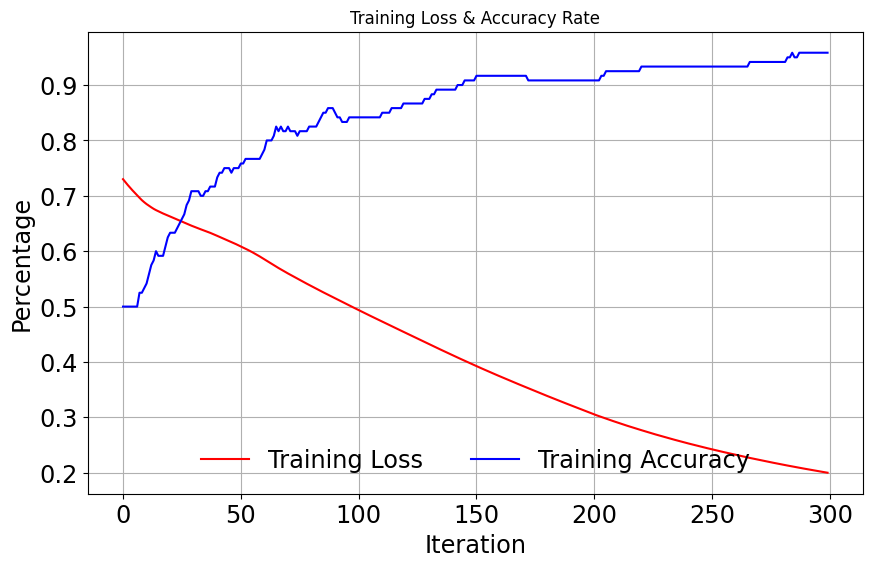 Training Loss & Accuracy Rate
Percentage
0.9
0.8
0.7
0.6
0.5
0.4
0.3
0.2
Training Loss
Training Accuracy
0 50 100 150 200 250 300
Iteration